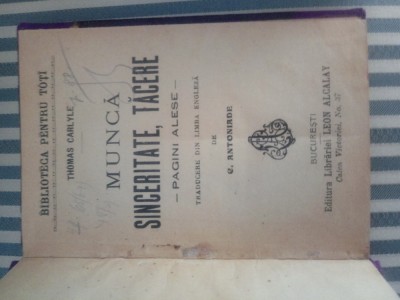 BIBLIOTECA PENTRU TOȚI
THOMAS CARLYLE
MUNCĂ
SINCERITATE, TĂCERE
— PAGINI ALESE —
TRADUCERE DIN LIMBA ENGLESĂ
DE
C. ANTONIADE
BUCUREȘTI
Editura Librăriei LEON ALCALAY
Calea Victoriei, No. 37